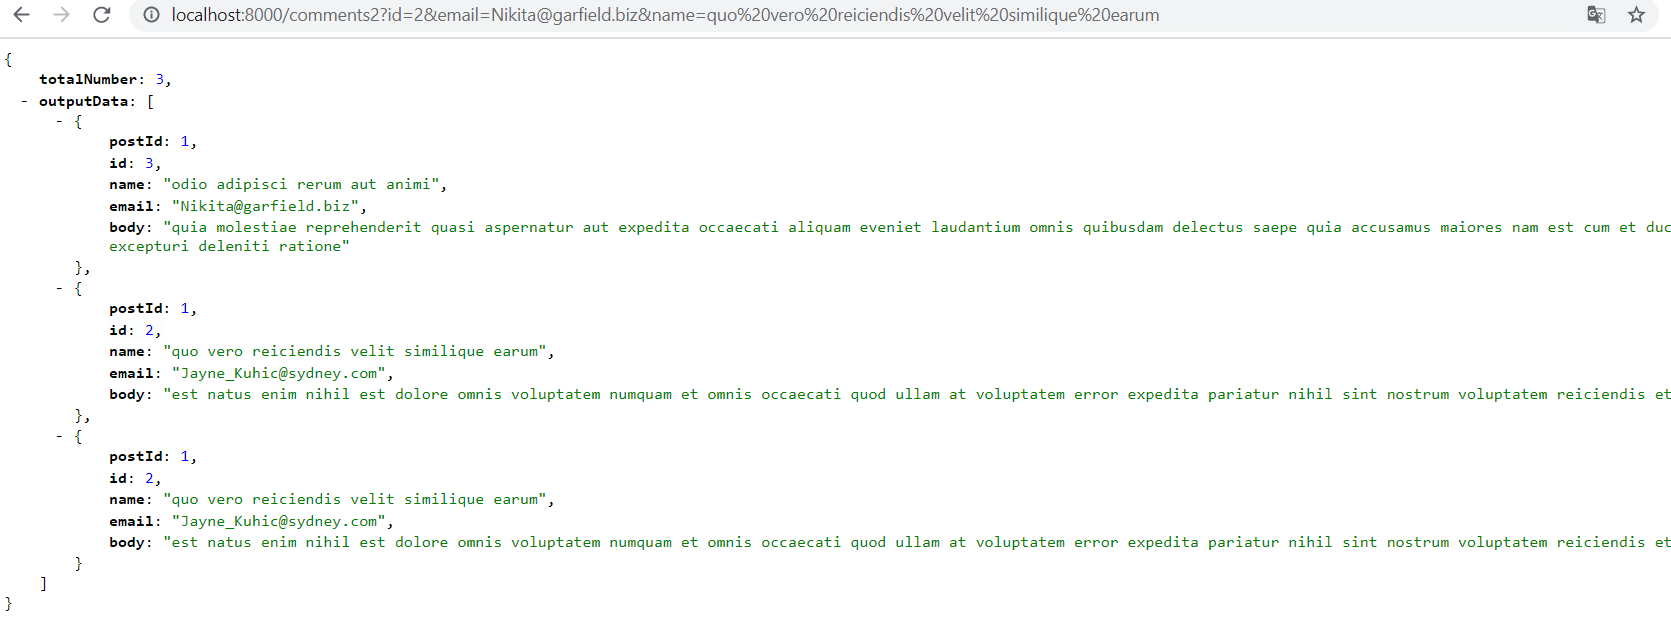 localhost:8000/comments2?id=2&email=Nikita@garfield.biz&name=quo%20vero%20reiciendis%20velit%20similique%20earum
{
totalNumber: 3,
- outputData: [
- {
postId: 1,
id: 3,
name: "odio adipisci rerum aut animi",
email: "Nikita@garfield.biz",
body: "quia molestiae reprehenderit quasi aspernatur aut expedita occaecati aliquam eveniet laudantium omnis quibusdam delectus saepe quia accusamus maiores nam est cum et duc
excepturi deleniti ratione"
},
- {
postId: 1,
id: 2,
name: "quo vero reiciendis velit similique earum",
email: "Jayne_Kuhic@sydney.com",
body: "est natus enim nihil est dolore omnis voluptatem numquam et omnis occaecati quod ullam at voluptatem error expedita pariatur nihil sint nostrum voluptatem reiciendis et
},
- {
postId: 1,
id: 2,
name: "quo vero reiciendis velit similique earum",
email: "Jayne_Kuhic@sydney.com",
body: "est natus enim nihil est dolore omnis voluptatem numquam et omnis occaecati quod ullam at voluptatem error expedita pariatur nihil sint nostrum voluptatem reiciendis et
}
]
}